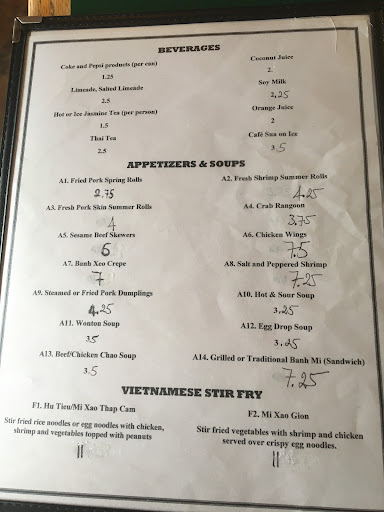 BEVERAGES
Coke and Pepsi products (per can)
1.25
Coconut Juice
2
Limeade, Salted Limeade
2.5
Soy Milk
2.25
Hot or Ice Jasmine Tea (per person)
1.5
Orange Juice
2
Thai Tea
2.5
Café Sua on Ice
3.5
APPETIZERS & SOUPS
A1. Fried Pork Spring Rolls
2.75
A2. Fresh Shrimp Summer Rolls
4.25
A3. Fresh Pork Skin Summer Rolls
4
A4. Crab Rangoon
3.75
A5. Sesame Beef Skewers
6
A6. Chicken Wings
7.5
A7. Banh Xeo Crepe
7
A8. Salt and Peppered Shrimp
7.25
A9. Steamed or Fried Pork Dumplings
4.25
A10. Hot & Sour Soup
3.25
A11. Wonton Soup
3.5
A12. Egg Drop Soup
3.25
A13. Beef/Chicken Chao Soup
3.5
A14. Grilled or Traditional Banh Mi (Sandwich)
7.25
VIETNAMESE STIR FRY
F1. Hu Tieu/Mi Xao Thap Cam
Stir fried rice noodles or egg noodles with chicken,
shrimp and vegetables topped with peanuts
11
F2. Mi Xao Gion
Stir fried vegetables with shrimp and chicken
served over crispy egg noodles.
11